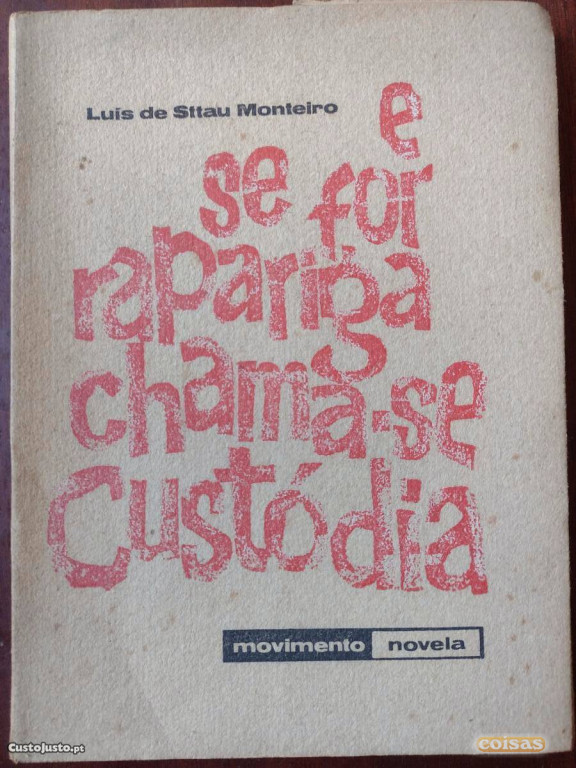 Luís de Sttau Monteiro
e
se for
rapariga
chama-se
Custódia
movimento novela
CustoJusto.pt
coisas